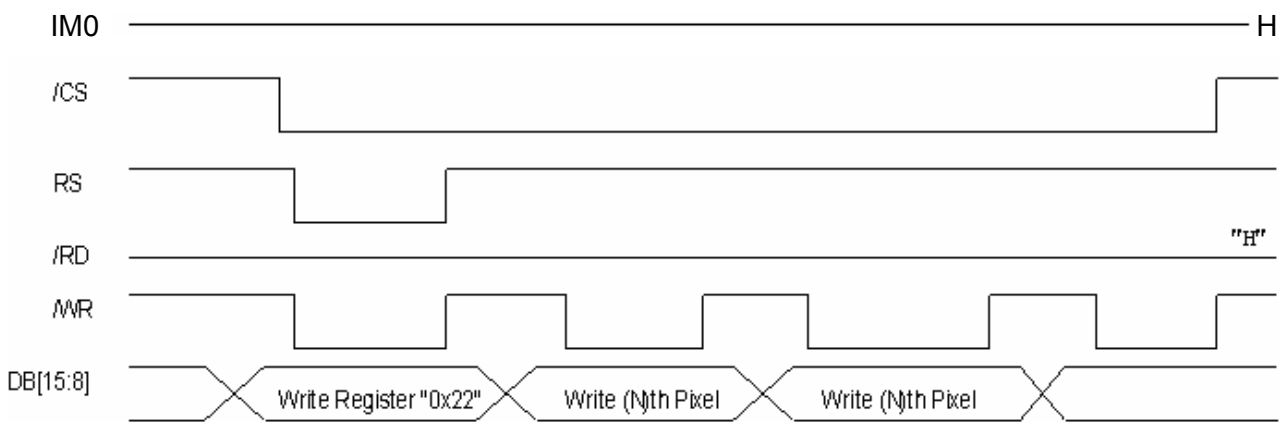 IM0 H
/CS
RS
"H"
/RD
/WR
DB[15:8] Write Register "0x22" Write (N)th Pixel Write (N)th Pixel